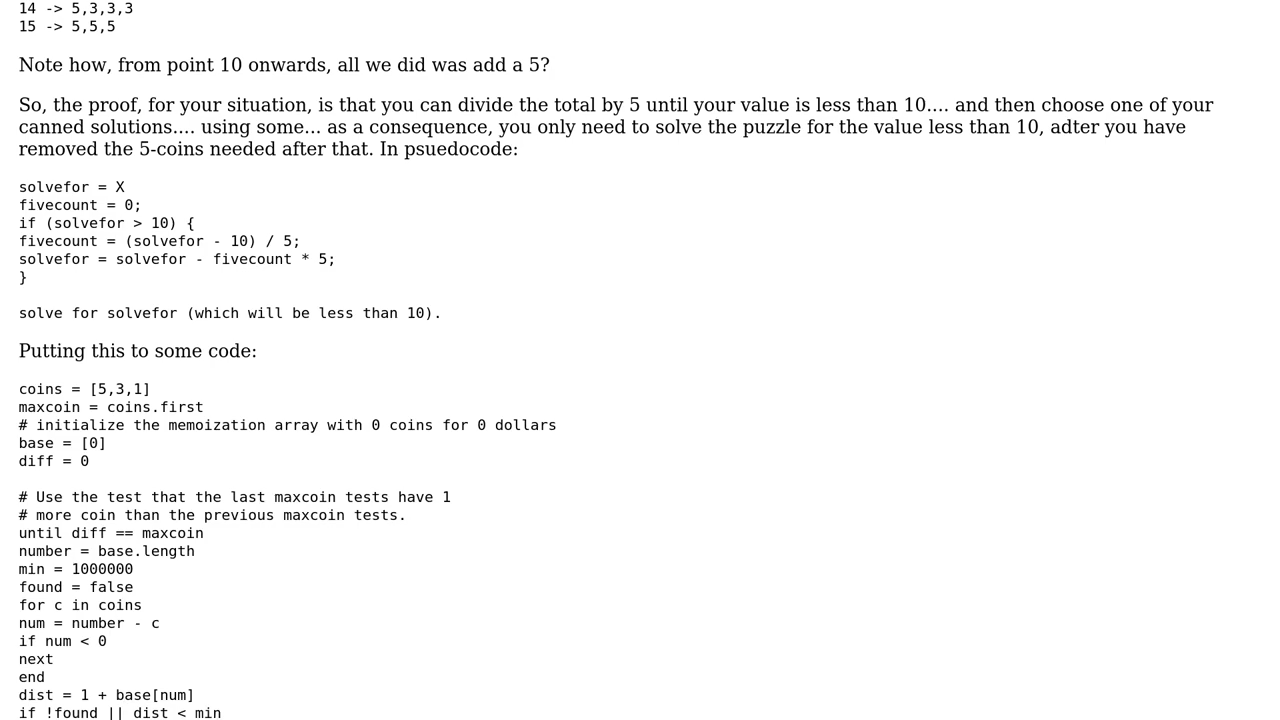 14 -> 5,3,3,3
15 -> 5,5,5
Note how, from point 10 onwards, all we did was add a 5?
So, the proof, for your situation, is that you can divide the total by 5 until your value is less than 10.... and then choose one of your
canned solutions.... using some... as a consequence, you only need to solve the puzzle for the value less than 10, adter you have
removed the 5-coins needed after that. In psuedocode:
solvefor = X
fivecount = 0;
if (solvefor > 10) {
fivecount = (solvefor - 10) / 5;
solvefor = solvefor - fivecount * 5;
}
solve for solvefor (which will be less than 10).
Putting this to some code:
coins = [5,3,1]
maxcoin = coins.first
# initialize the memoization array with 0 coins for 0 dollars
base = [0]
diff = 0
# Use the test that the last maxcoin tests have 1
# more coin than the previous maxcoin tests.
until diff == maxcoin
number = base.length
min = 1000000
found = false
for c in coins
num = number - c
if num < 0
next
end
dist = 1 + base[num]
if !found || dist < min